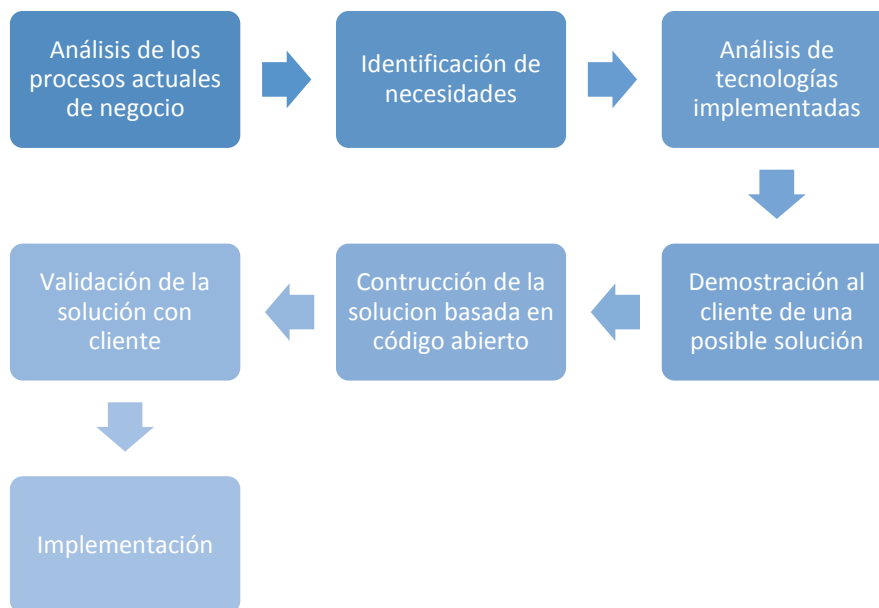 Análisis de los
procesos actuales
de negocio
Identificación de
necesidades
Análisis de
tecnologías
implementadas
Demostración al
cliente de una
posible solución
Contrucción de la
solucion basada en
código abierto
Validación de la
solución con
cliente
Implementación